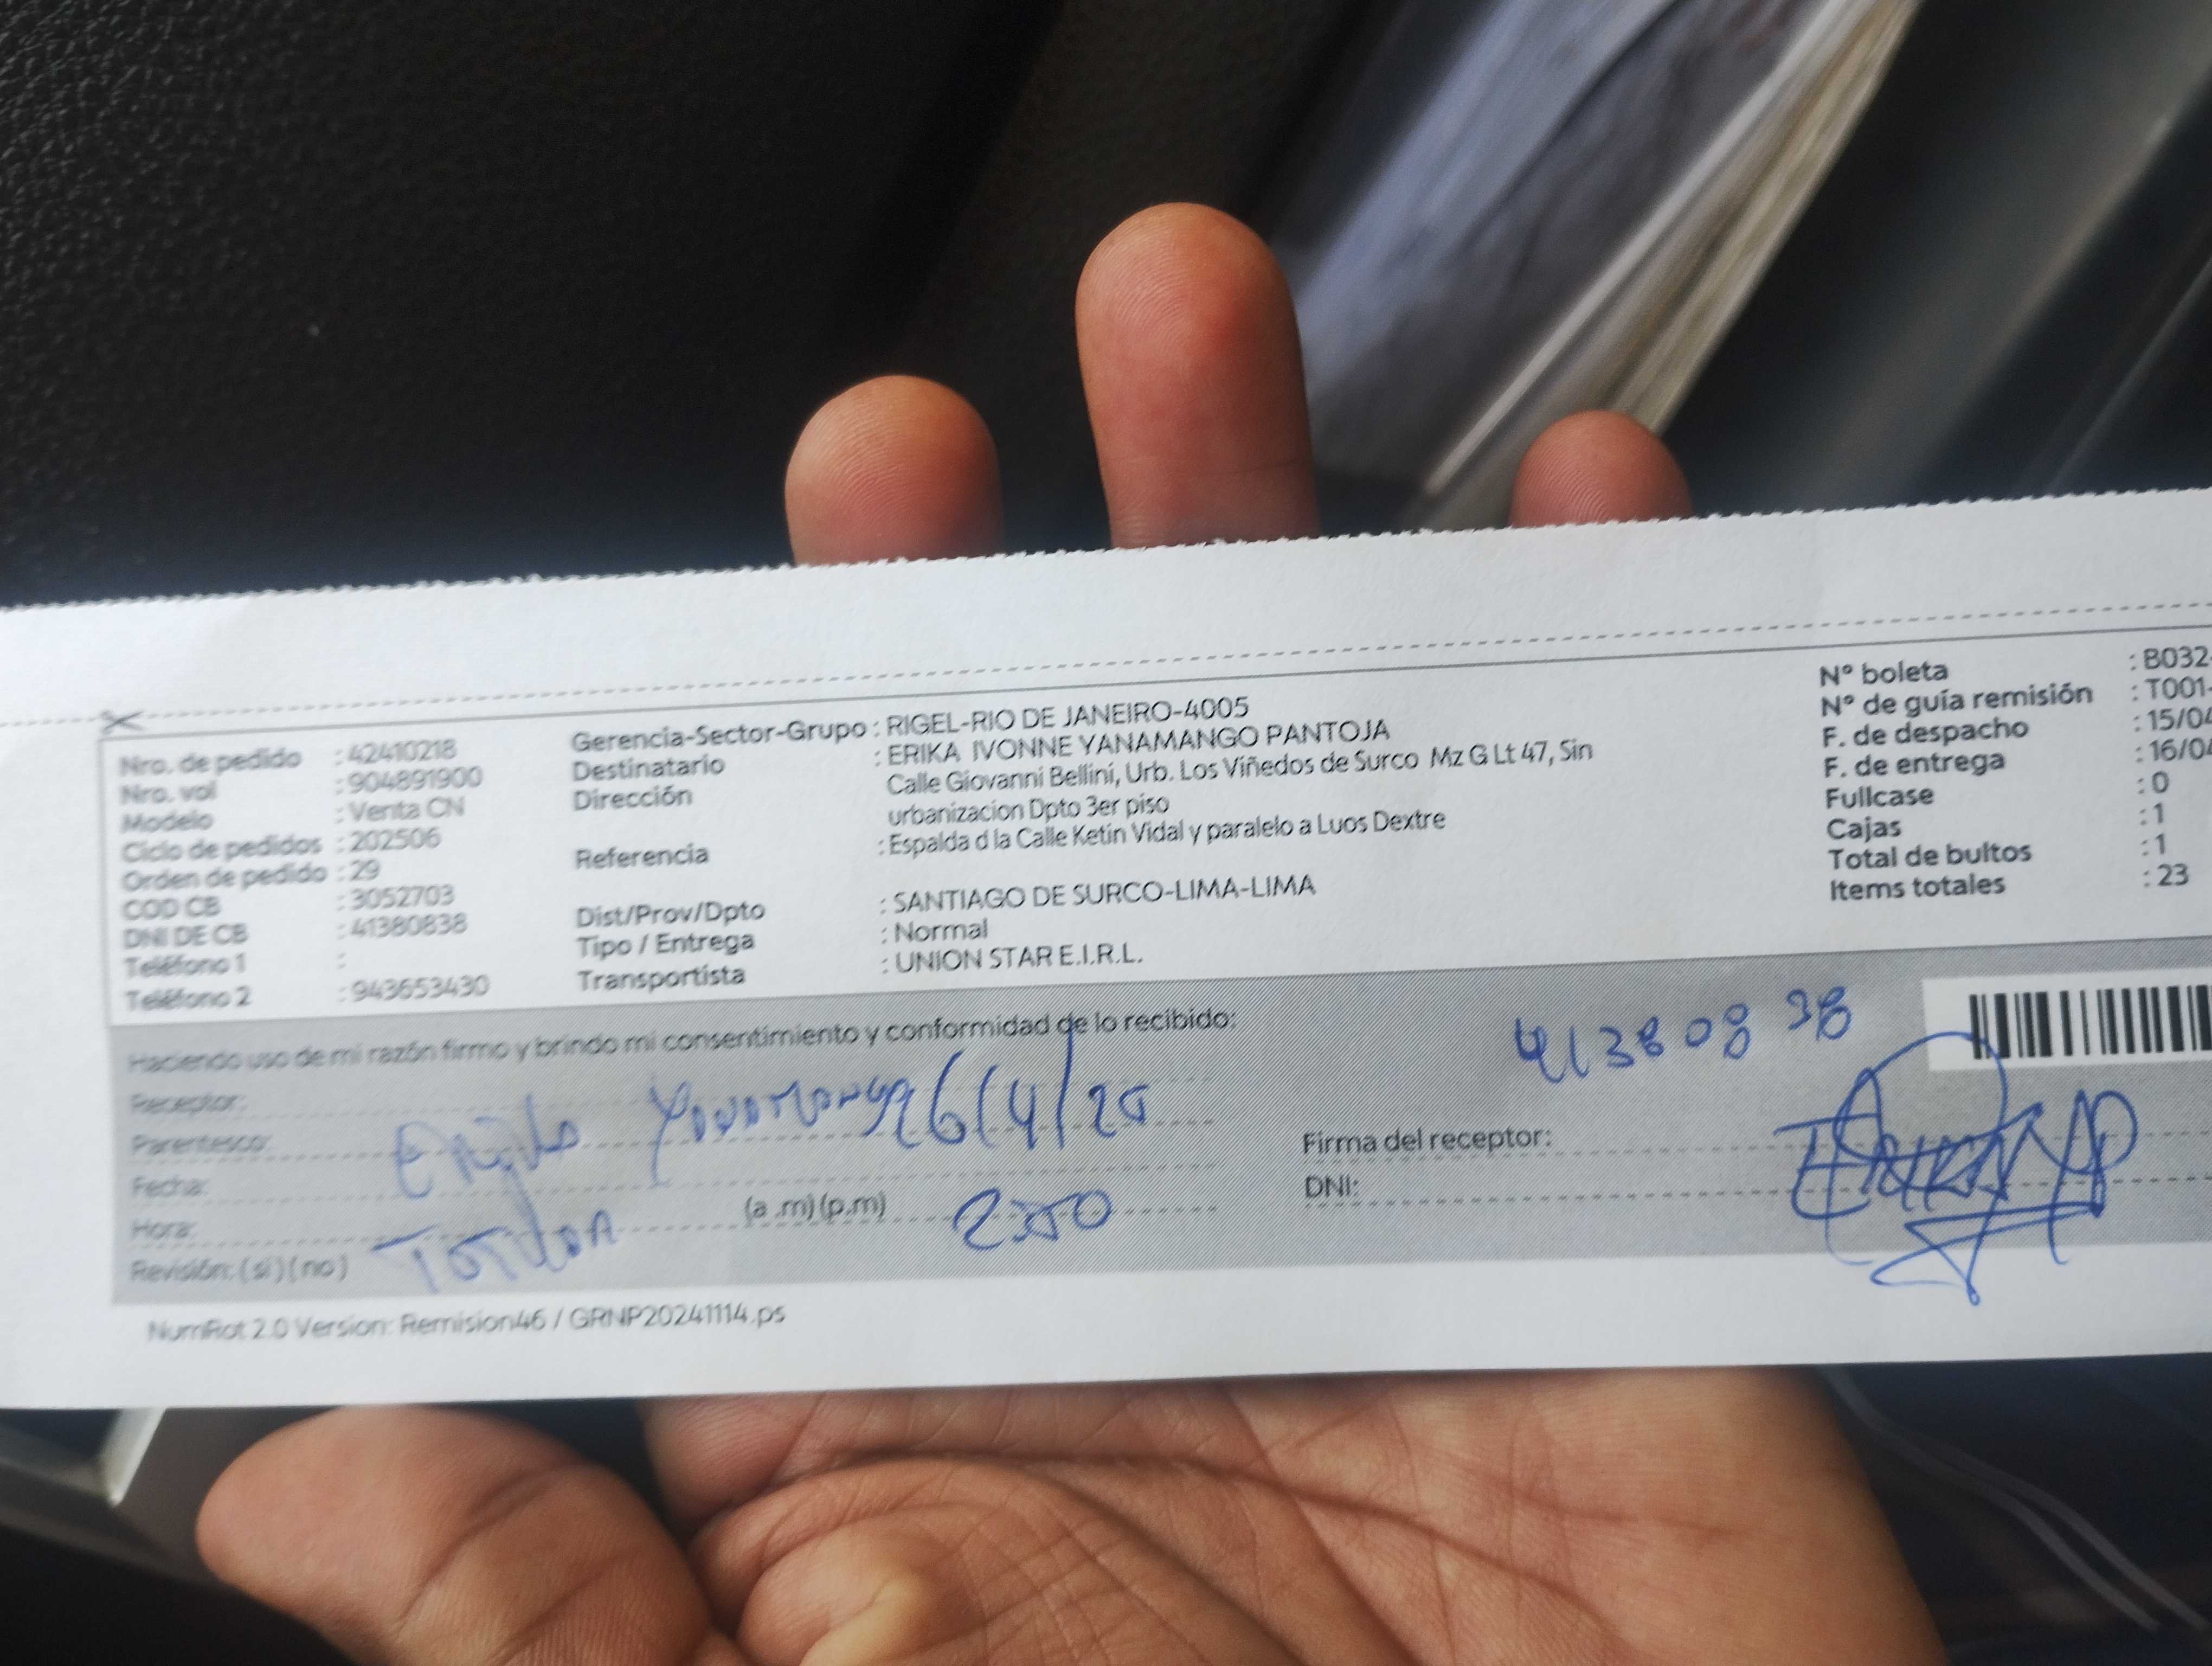 Nro. de pedido : 42410218
Nro. vol : 904891900
Modelo : Venta CN
Ciclo de pedidos : 202506
Orden de pedido : 29
COD CB : 3052703
DNI DE CB : 41380838
Teléfono 1 :
Teléfono 2 : 943653430
Gerencia-Sector-Grupo : RIGEL-RIO DE JANEIRO-4005
Destinatario : ERIKA IVONNE YANAMANGO PANTOJA
Dirección Calle Giovanni Bellini, Urb. Los Viñedos de Surco Mz G Lt 47, Sin
urbanizacion Dpto 3er piso
Referencia : Espalda d la Calle Ketin Vidal y paralelo a Luos Dextre
Dist/Prov/Dpto : SANTIAGO DE SURCO-LIMA-LIMA
Tipo / Entrega : Normal
Transportista : UNION STAR E.I.R.L.
N° boleta : B032-
N° de guía remisión : T001-
F. de despacho : 15/04
F. de entrega : 16/04
Fullcase : 0
Cajas : 1
Total de bultos : 1
Items totales : 23
Haciendo uso de mi razón firmo y brindo mi consentimiento y conformidad de lo recibido:
Receptor:
Parentesco:
Fecha: 16/4/25
Hora: (a .m) (p.m) 2:50
Revisión: ( si ) ( no )
41380838
Firma del receptor:
DNI:
NumRot 2.0 Version: Remision46 / GRNP20241114.ps